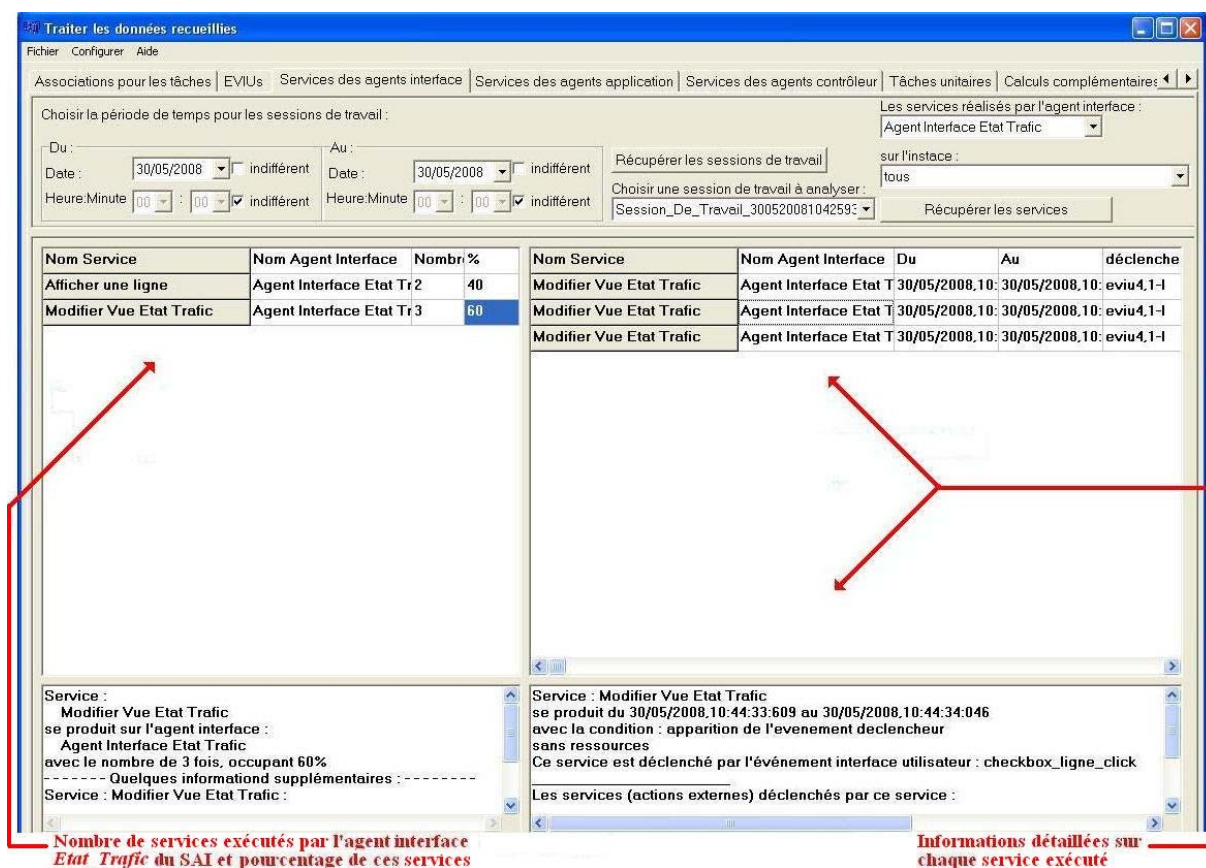 Traiter les données recueillies
Fichier Configurer Aide
Associations pour les tâches EVIUs Services des agents interface Services des agents application Services des agents contrôleur Tâches unitaires Calculs complémentaires
Choisir la période de temps pour les sessions de travail :
Les services réalisés par l'agent interface :
Agent Interface Etat Trafic
Du :
Au :
Date : 30/05/2008 indifférent Date : 30/05/2008 indifférent
Récupérer les sessions de travail
sur l'instace :
tous
Heure:Minute 00 : 00 indifférent Heure:Minute 00 : 00 indifférent
Choisir une session de travail à analyser :
Session_De_Travail_300520081042593
Récupérer les services
Nom Service Nom Agent Interface Nombr %
Afficher une ligne Agent Interface Etat Tr 2 40
Modifier Vue Etat Trafic Agent Interface Etat Tr 3 60
Nom Service Nom Agent Interface Du Au déclenche
Modifier Vue Etat Trafic Agent Interface Etat T 30/05/2008,10: 30/05/2008,10: eviu4,1-I
Modifier Vue Etat Trafic Agent Interface Etat T 30/05/2008,10: 30/05/2008,10: eviu4,1-I
Modifier Vue Etat Trafic Agent Interface Etat T 30/05/2008,10: 30/05/2008,10: eviu4,1-I
Service :
Modifier Vue Etat Trafic
se produit sur l'agent interface :
Agent Interface Etat Trafic
avec le nombre de 3 fois, occupant 60%
- - - - - - - Quelques informationd supplémentaires : - - - - - - - -
Service : Modifier Vue Etat Trafic :
Service : Modifier Vue Etat Trafic
se produit du 30/05/2008,10:44:33:609 au 30/05/2008,10:44:34:046
avec la condition : apparition de l'evenement declencheur
sans ressources
Ce service est déclenché par l'événement interface utilisateur : checkbox_ligne_click
Les services (actions externes) déclenchés par ce service :
Nombre de services exécutés par l'agent interface
Etat_Trafic du SAI et pourcentage de ces services
Informations détaillées sur
chaque service exécuté